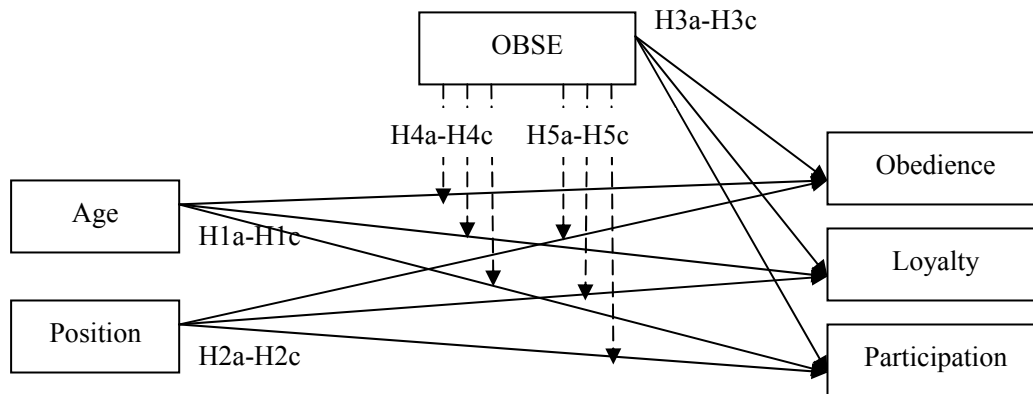 H3a-H3c
OBSE
H4a-H4c H5a-H5c
Obedience
Age
H1a-H1c
Loyalty
Position
H2a-H2c
Participation